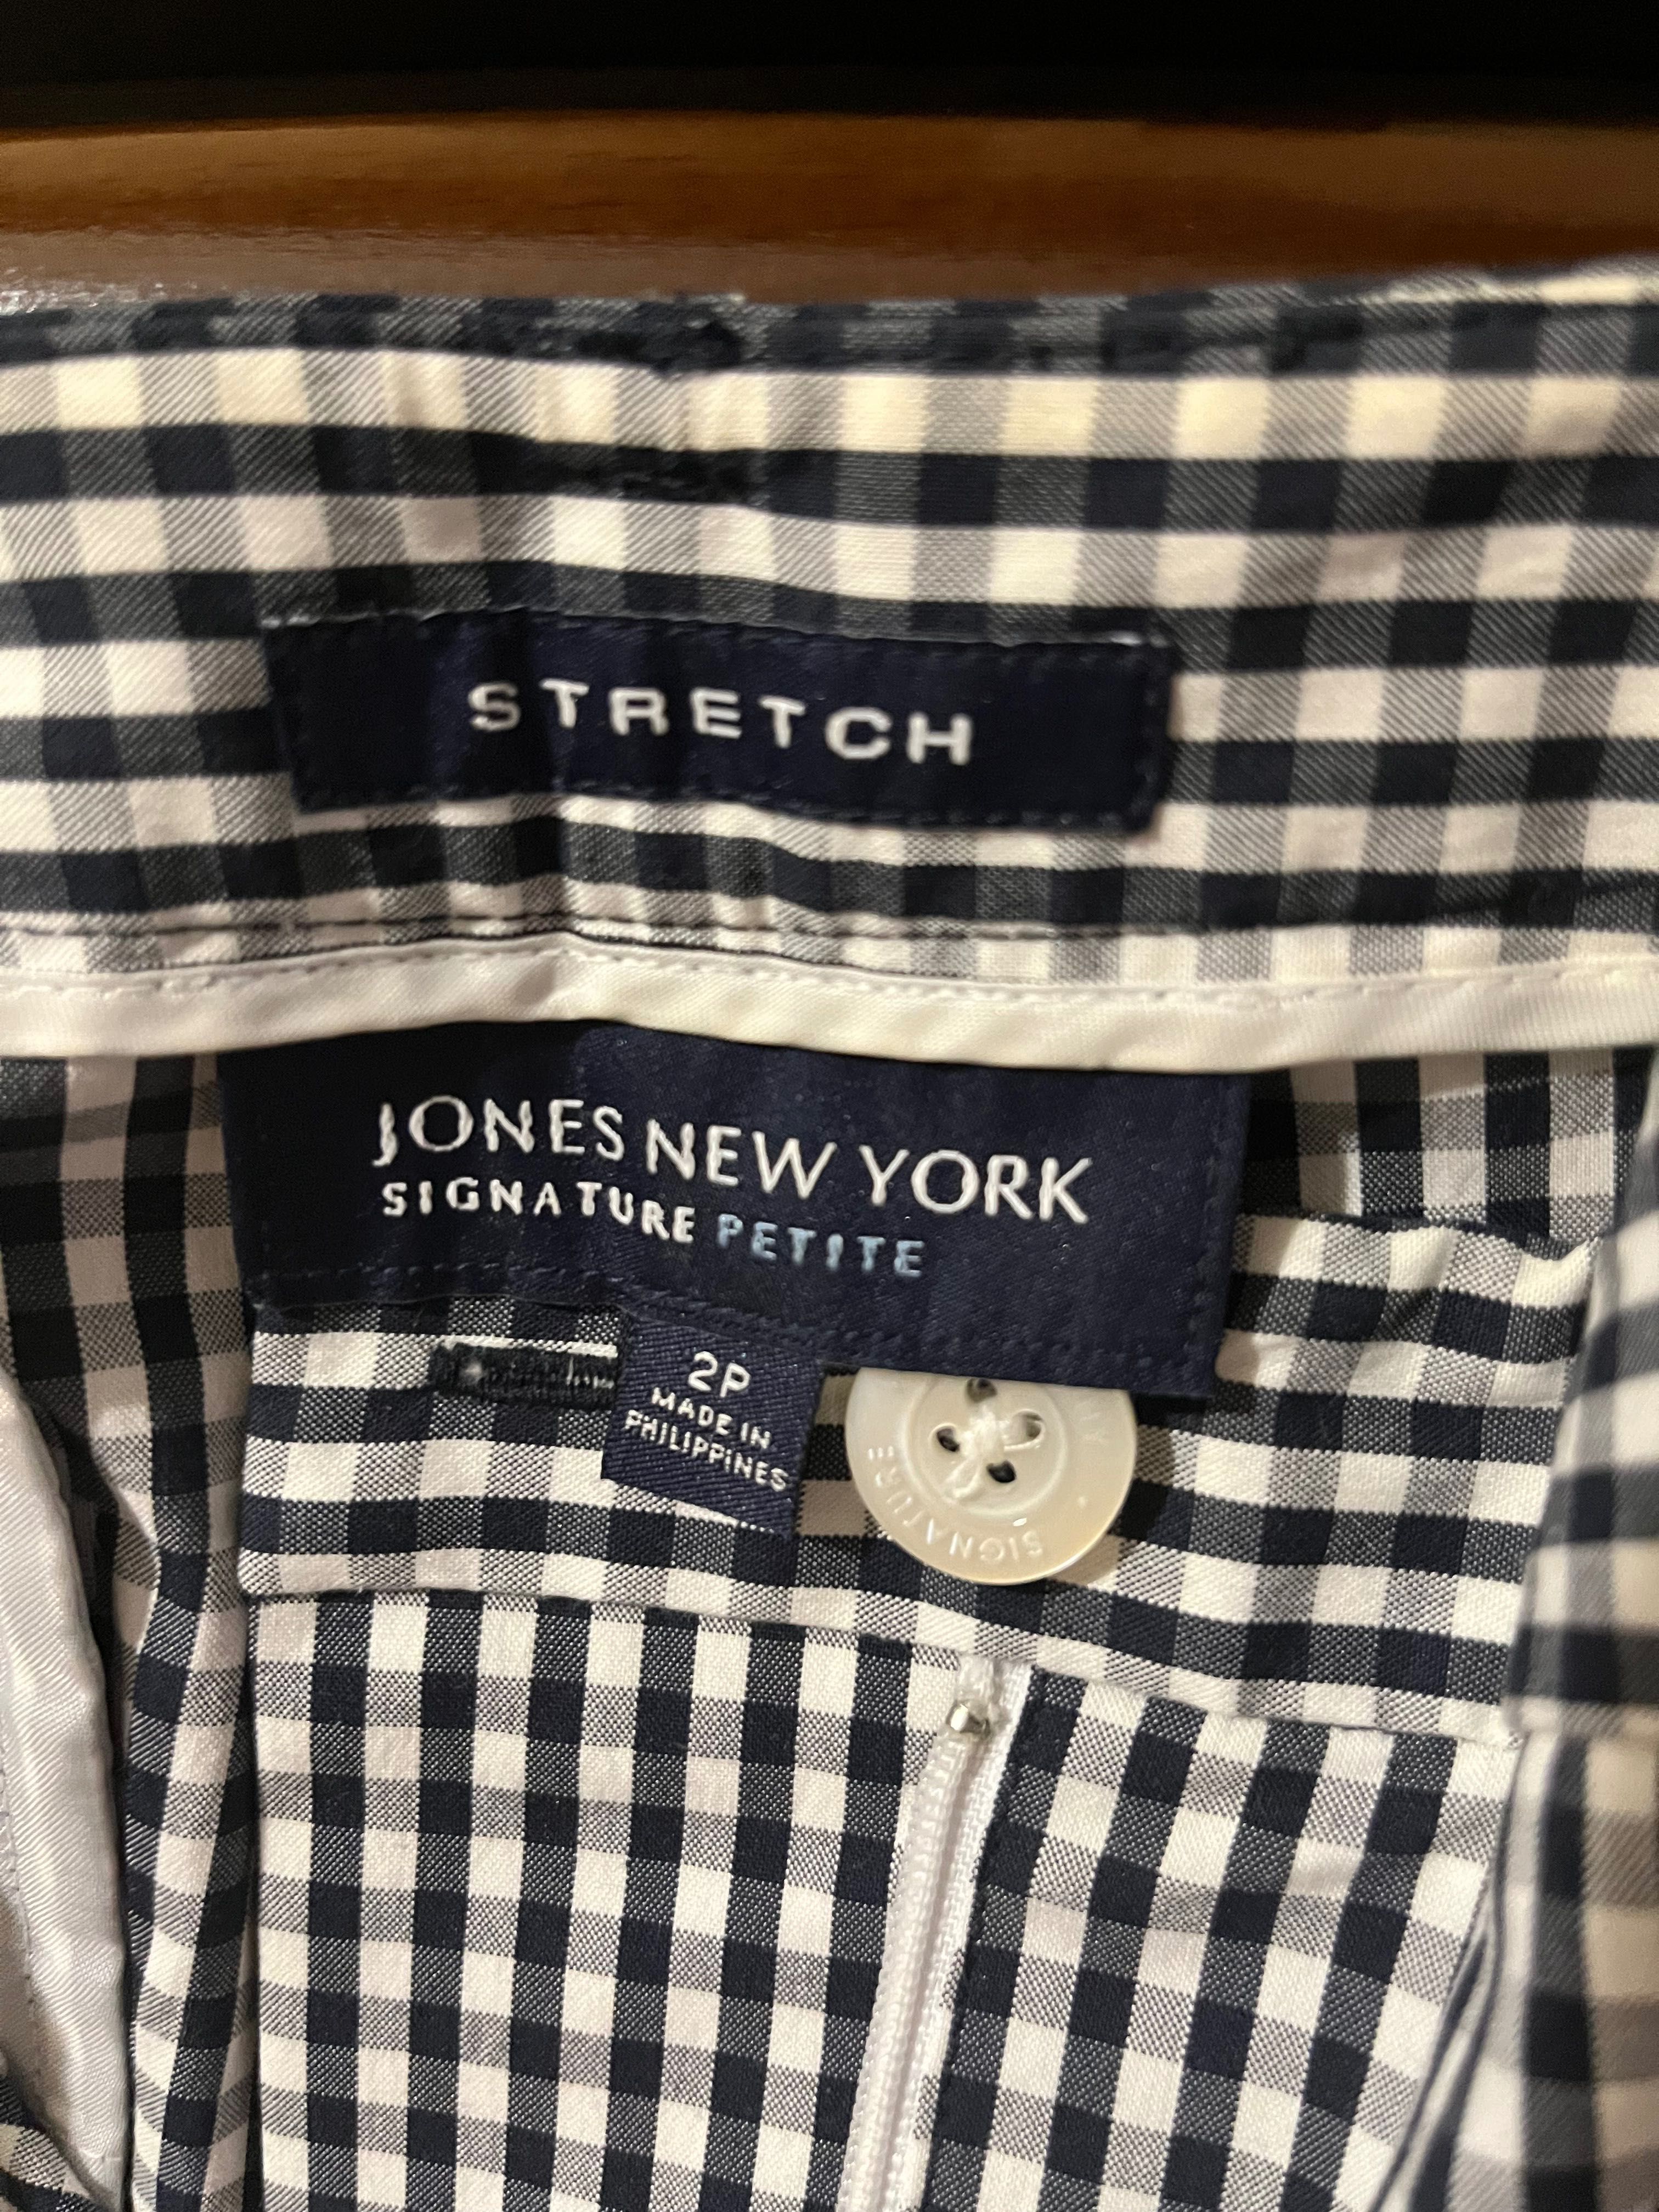 STRETCH
JONES NEW YORK
SIGNATURE PETITE
2P
MADE IN
PHILIPPINES
SIGNATURE